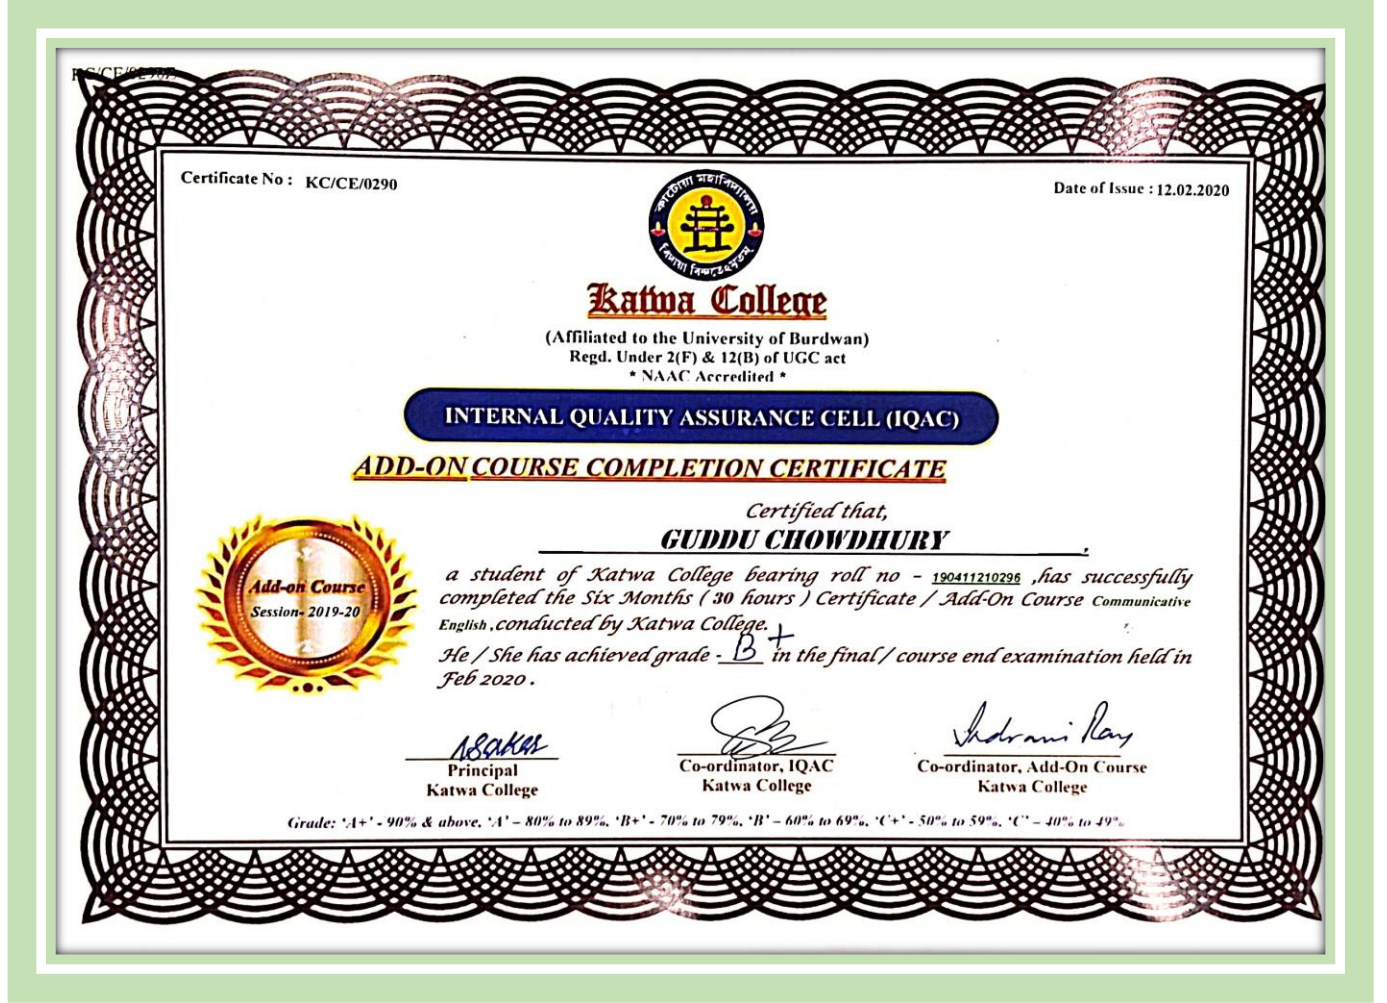 Certificate No : KC/CE/0290
Date of Issue : 12.02.2020
কাটোয়া মহাবিদ্যালয়
Katwa College
(Affiliated to the University of Burdwan)
Regd. Under 2(F) & 12(B) of UGC act
* NAAC Accredited *
INTERNAL QUALITY ASSURANCE CELL (IQAC)
ADD-ON COURSE COMPLETION CERTIFICATE
Certified that,
GUDDU CHOWDHURY,
Add-on Course
Session- 2019-20
a student of Katwa College bearing roll no - 190411210296 ,has successfully
completed the Six Months ( 30 hours ) Certificate / Add-On Course Communicative
English ,conducted by Katwa College.
He / She has achieved grade - B+ in the final / course end examination held in
Feb 2020 .
Indrani Ray
Principal
Katwa College
Co-ordinator, IQAC
Katwa College
Co-ordinator, Add-On Course
Katwa College
Grade: 'A+' - 90% & above, 'A' – 80% to 89%, 'B+' - 70% to 79%, 'B' – 60% to 69%, 'C+' - 50% to 59%, 'C' – 40% to 49%